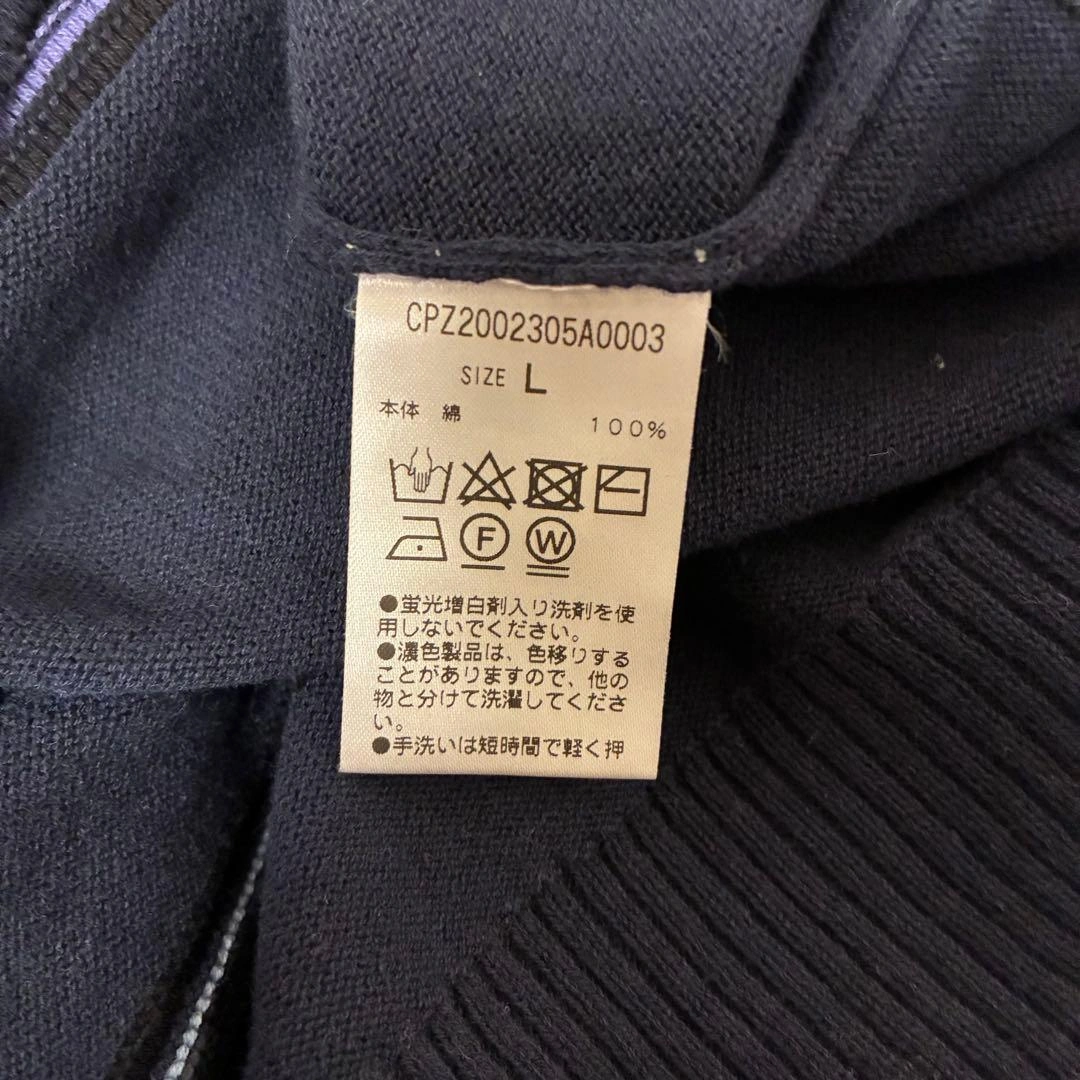 CPZ2002305A0003
SIZE L
本体 綿 100%
F W
●蛍光増白剤入り洗剤を使
用しないでください。
●濃色製品は、色移りする
ことがありますので、他の
物と分けて洗濯してくださ
い。
●手洗いは短時間で軽く押